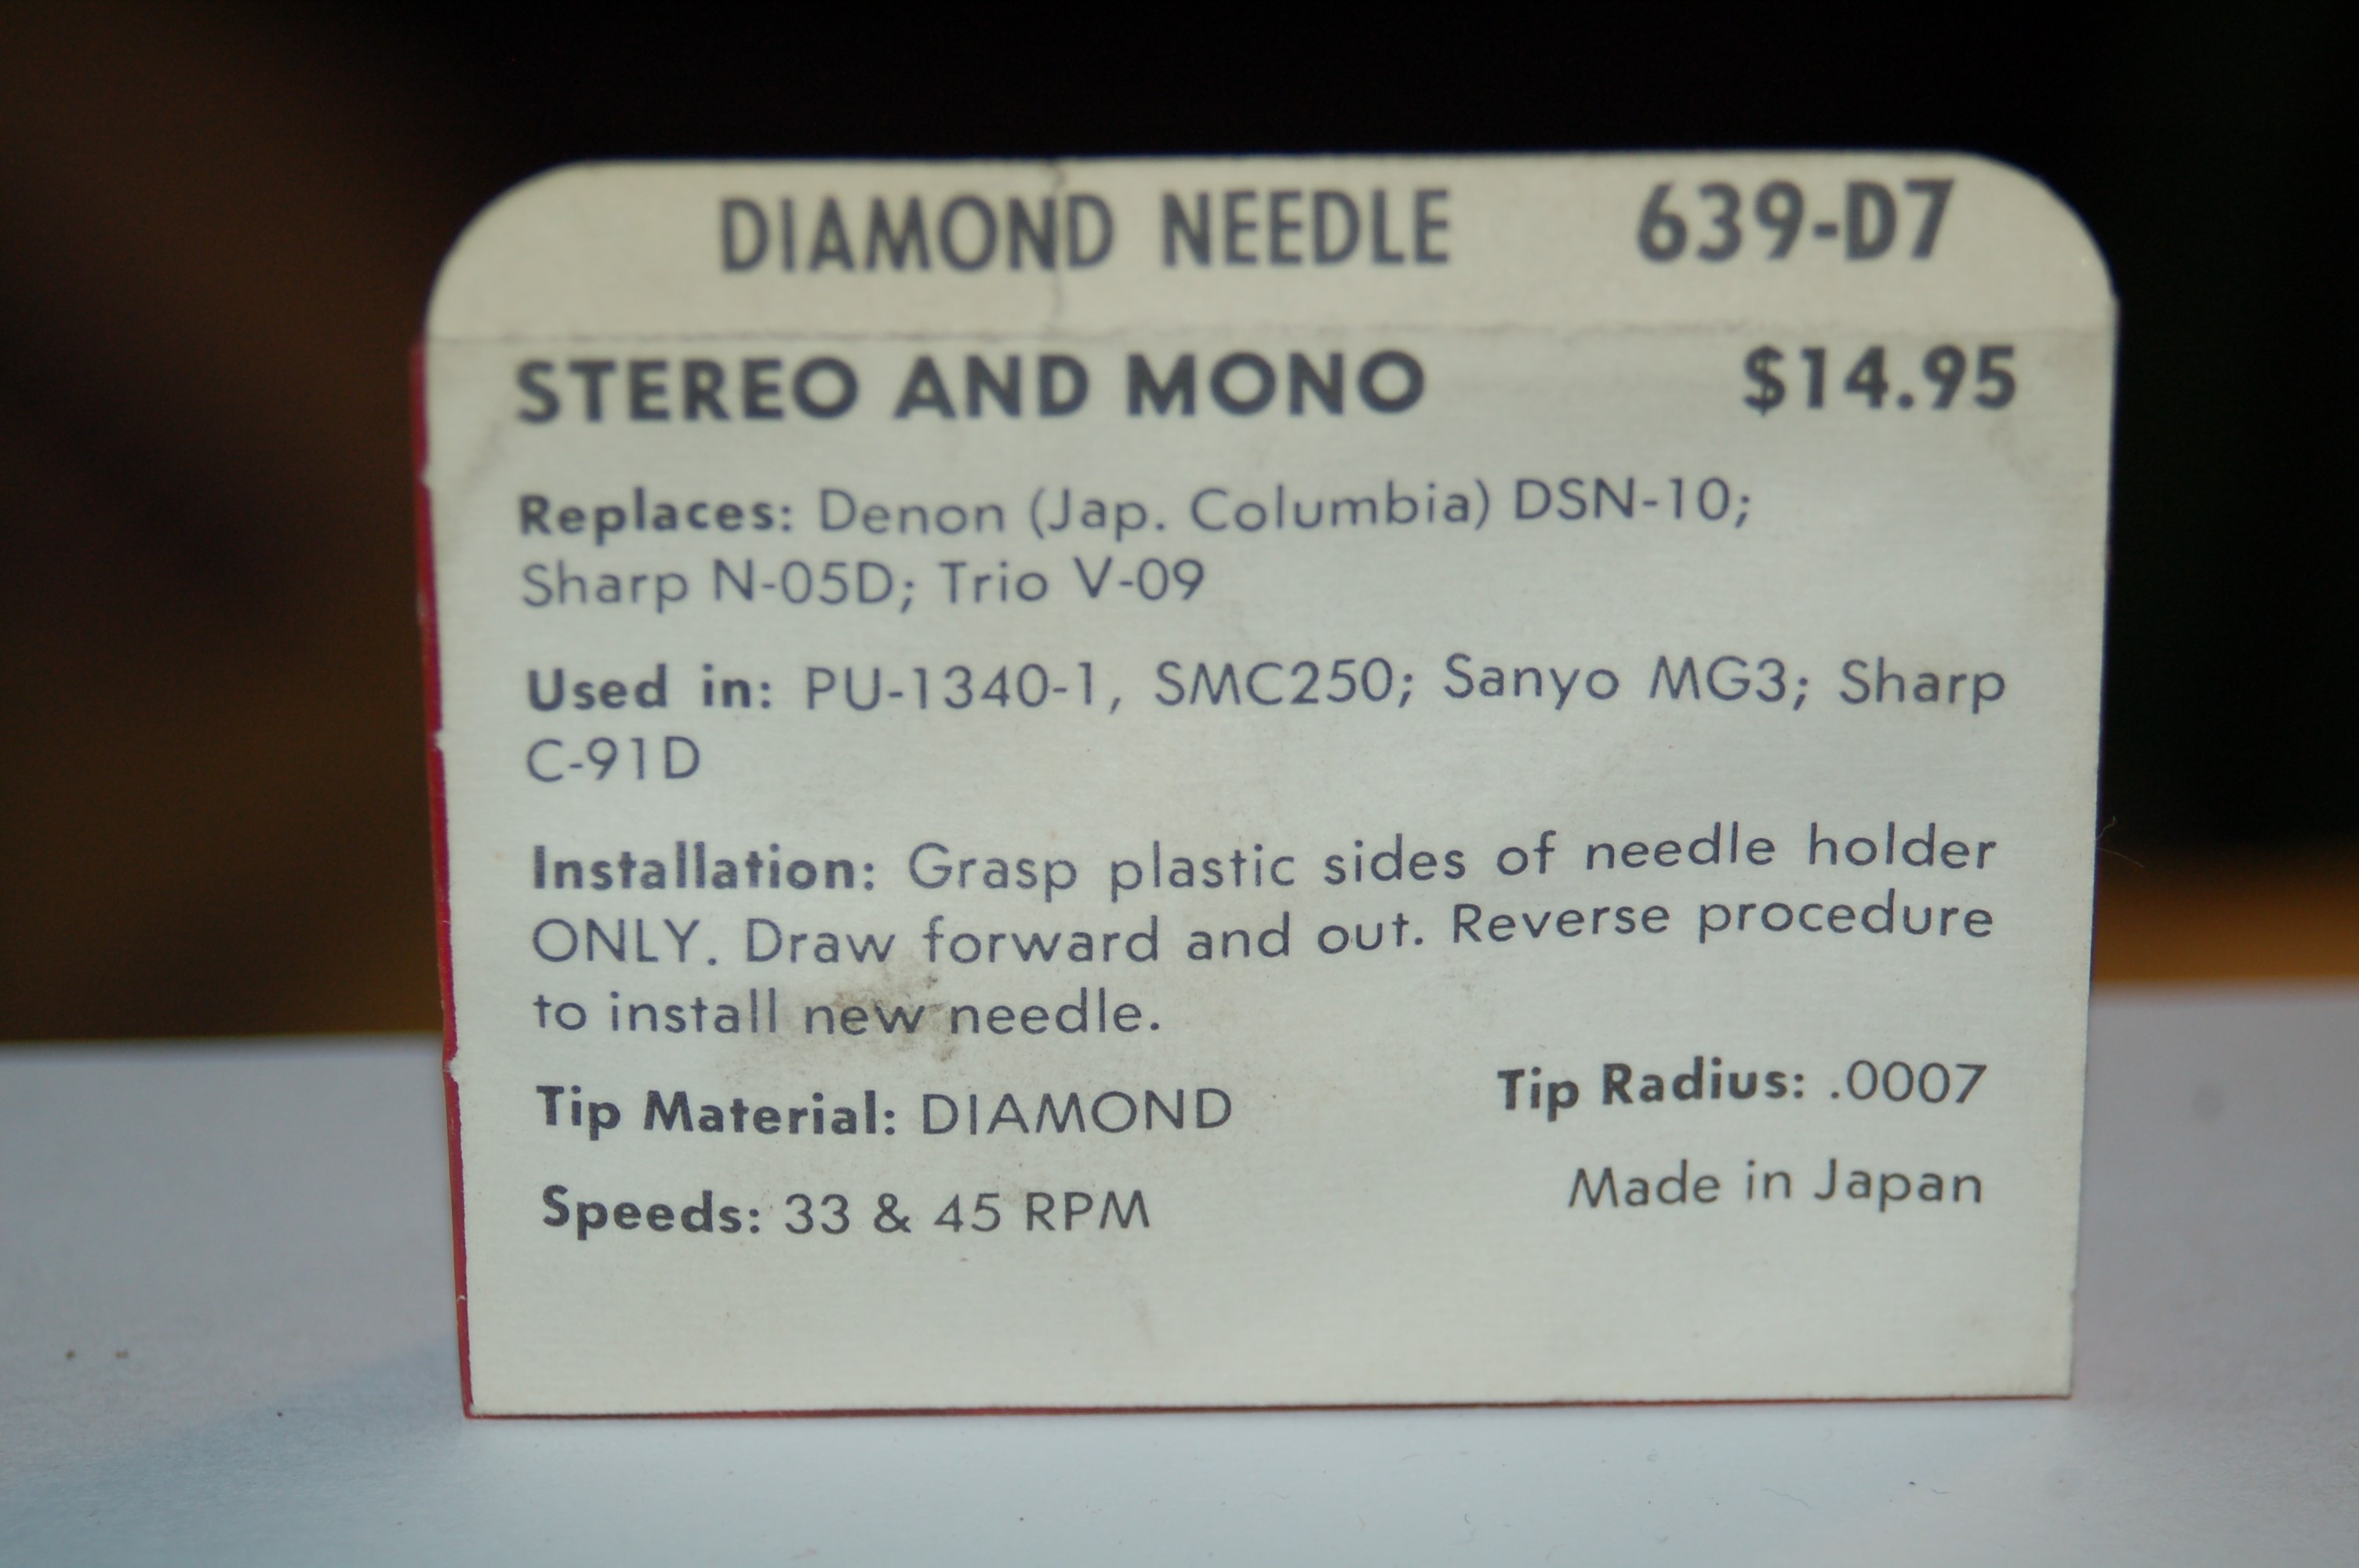 DIAMOND NEEDLE 639-D7
STEREO AND MONO $14.95
Replaces: Denon (Jap. Columbia) DSN-10;
Sharp N-05D; Trio V-09
Used in: PU-1340-1, SMC250; Sanyo MG3; Sharp
C-91D
Installation: Grasp plastic sides of needle holder
ONLY. Draw forward and out. Reverse procedure
to install new needle.
Tip Material: DIAMOND Tip Radius: .0007
Speeds: 33 & 45 RPM Made in Japan